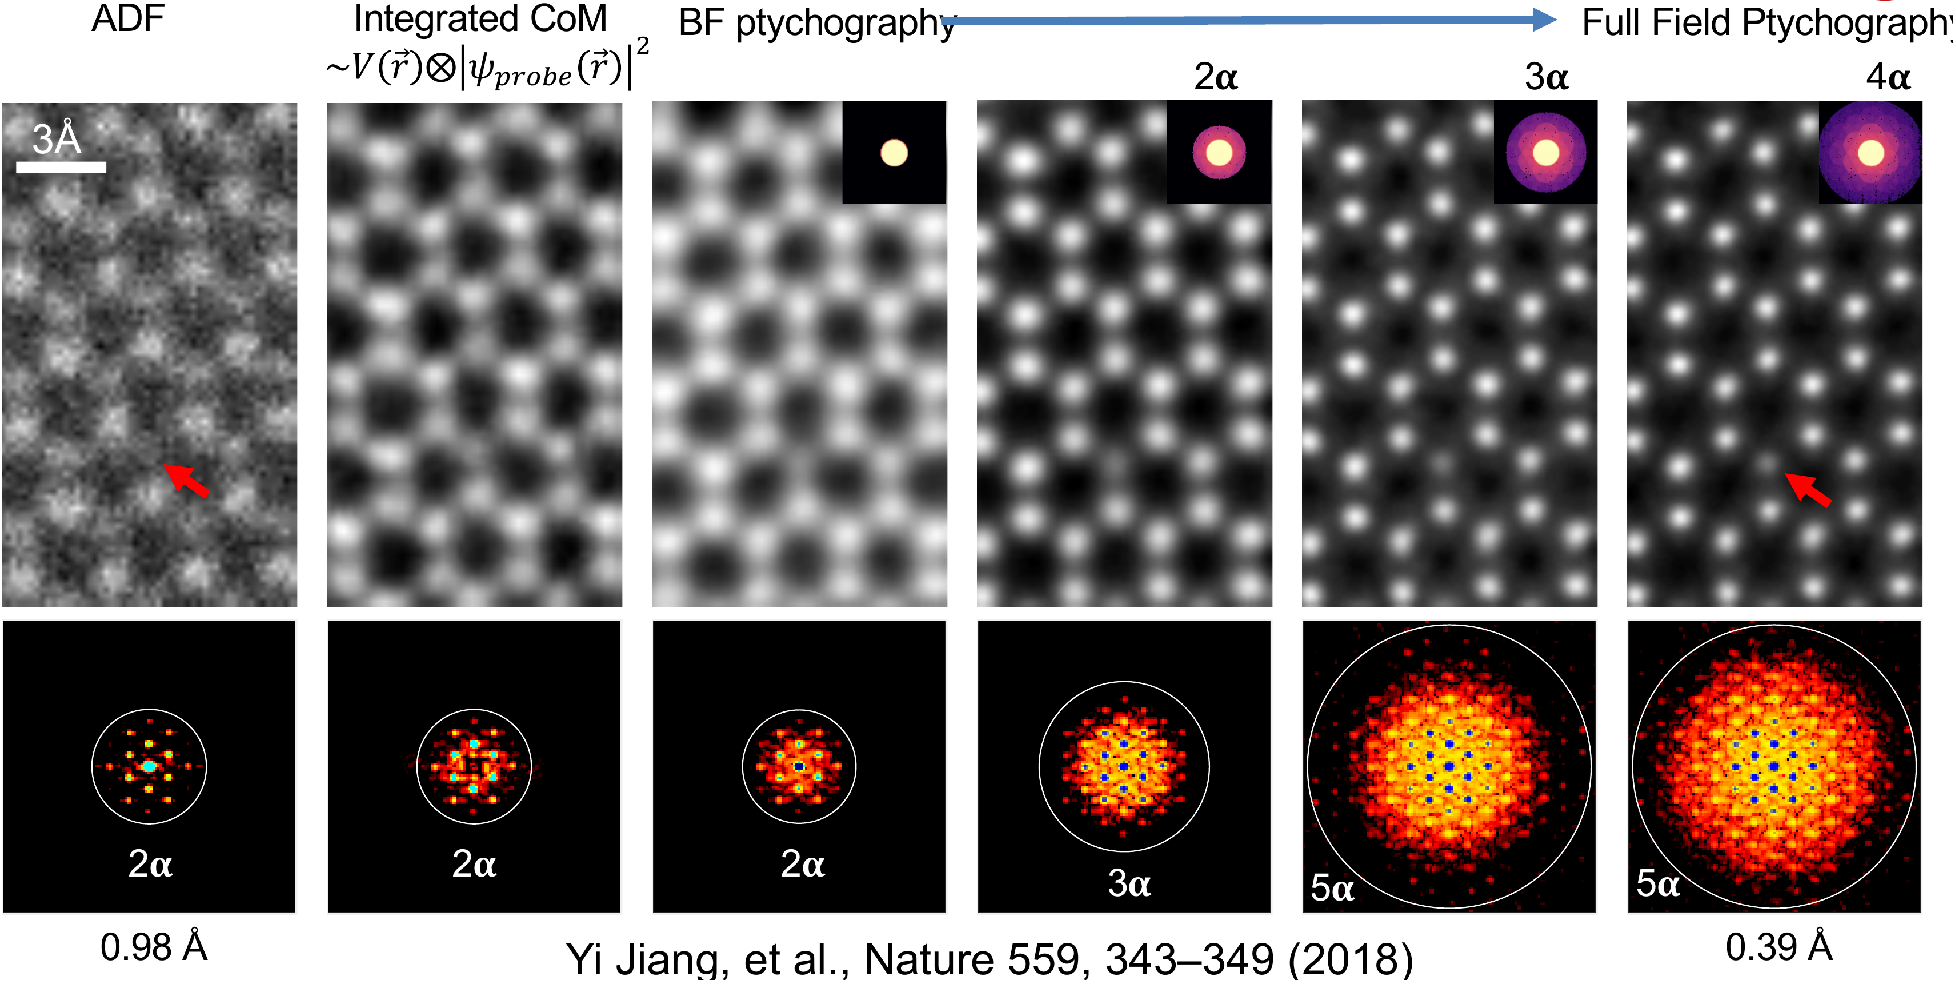 ADF
Integrated CoM
~V(r⃗)⊗|ψprobe(r⃗)|²
BF ptychography
Full Field Ptychography
2α
3α
4α
3Å
2α
2α
2α
3α
5α
5α
0.98 Å
0.39 Å
Yi Jiang, et al., Nature 559, 343–349 (2018)